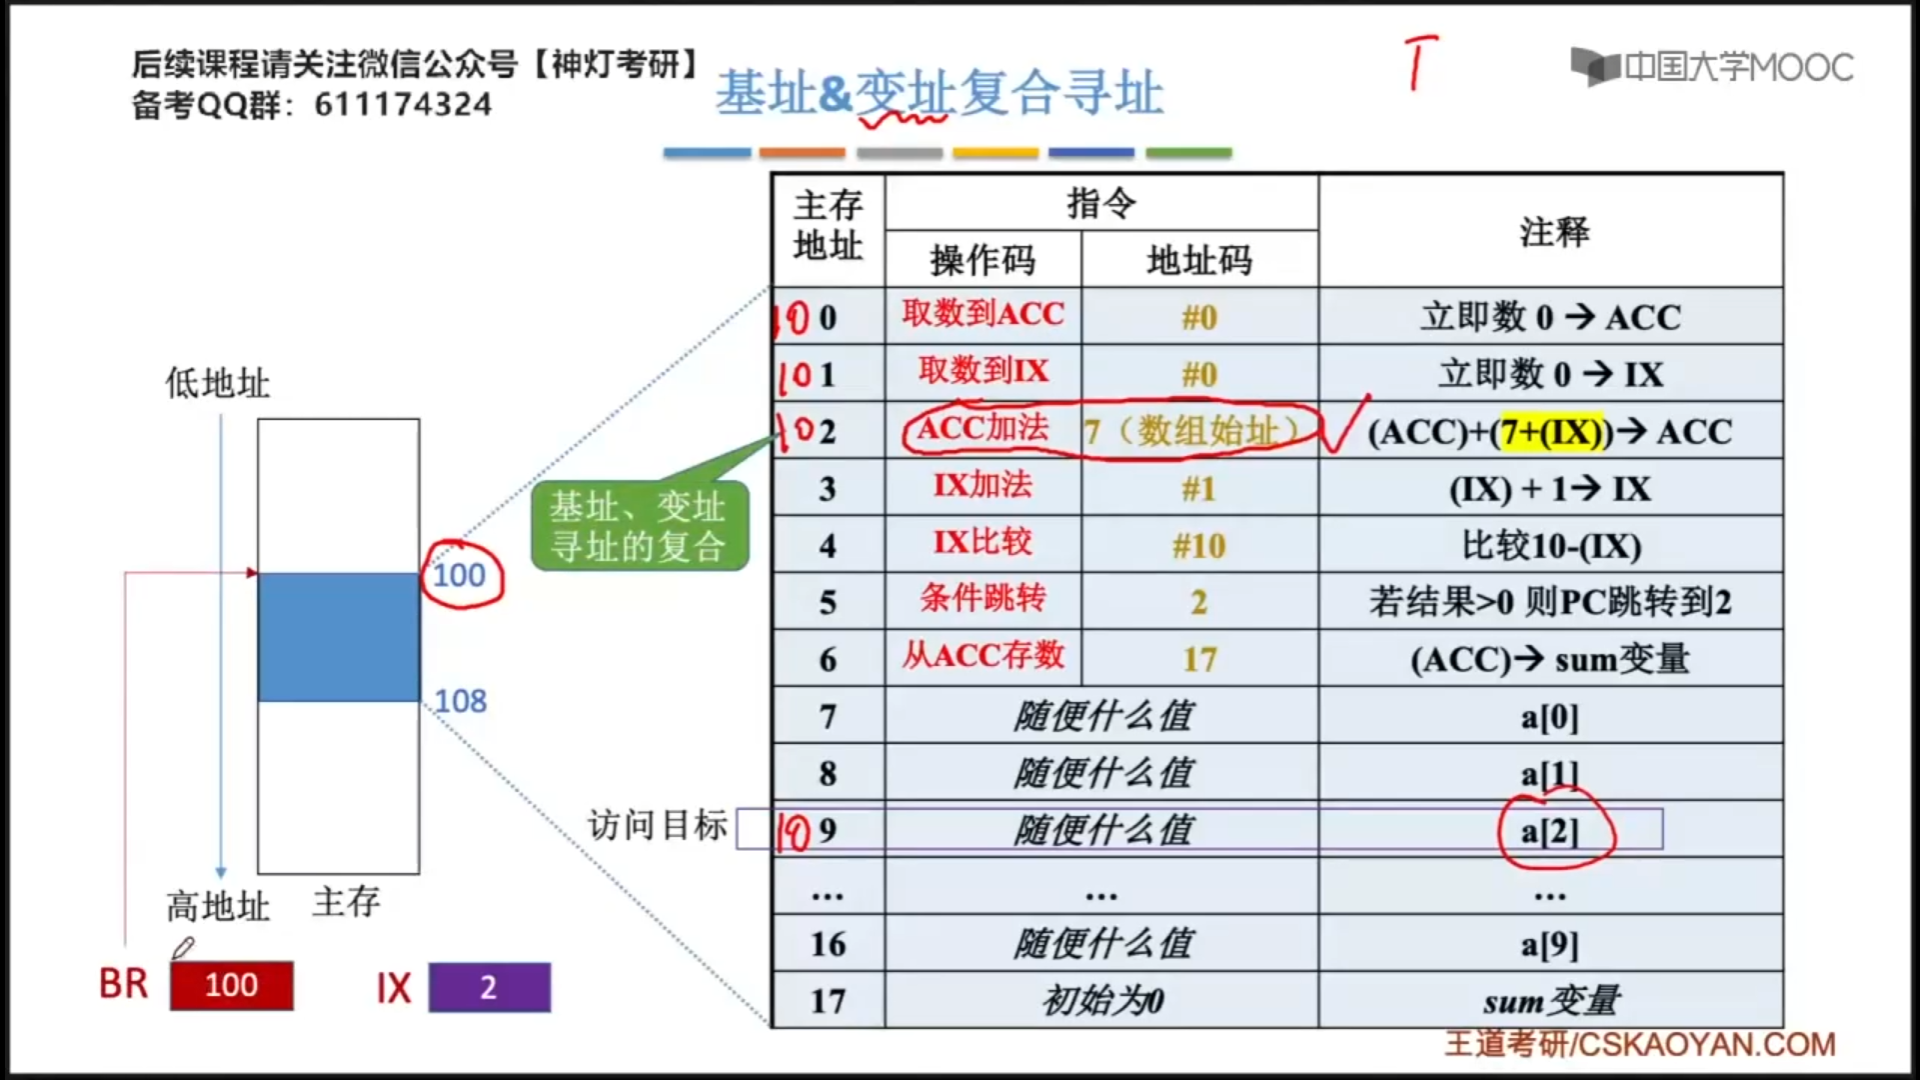 后续课程请关注微信公众号【神灯考研】
备考QQ群：611174324
基址&变址复合寻址
T
中国大学MOOC
主存地址 指令 注释
操作码 地址码
10 0 取数到ACC #0 立即数 0→ ACC
10 1 取数到IX #0 立即数 0→ IX
10 2 ACC加法 7（数组始址） (ACC)+(7+(IX))→ ACC
3 IX加法 #1 (IX) + 1→ IX
4 IX比较 #10 比较10-(IX)
5 条件跳转 2 若结果>0 则PC跳转到2
6 从ACC存数 17 (ACC)→ sum变量
7 随便什么值 a[0]
8 随便什么值 a[1]
10 9 随便什么值 a[2]
... ... ...
16 随便什么值 a[9]
17 初始为0 sum变量
基址、变址
寻址的复合
低地址
100
108
访问目标
高地址 主存
BR 100 IX 2
王道考研/CSKAOYAN.COM